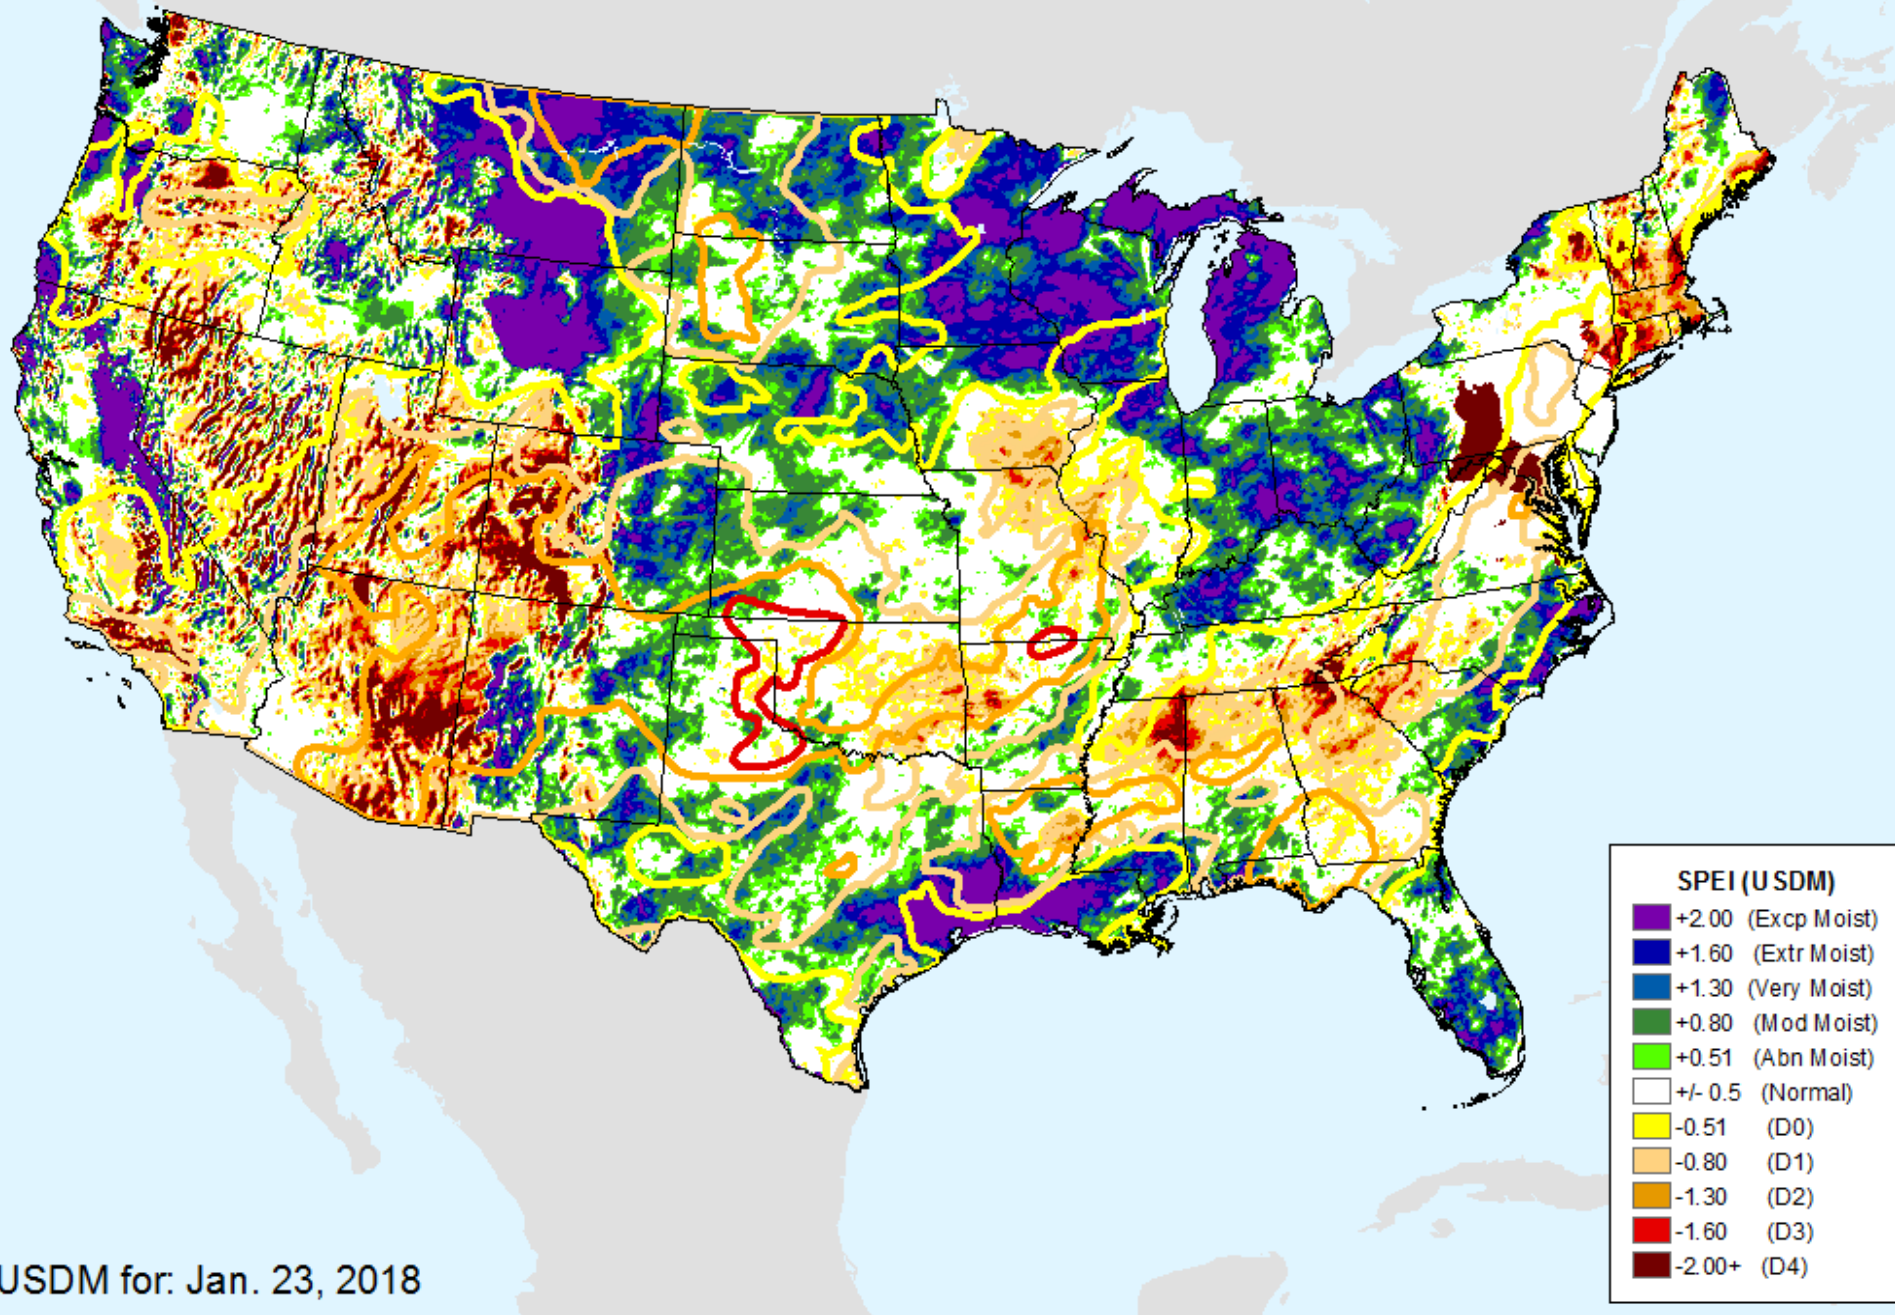 SPEI (USDM)
+2.00 (Excp Moist)
+1.60 (Extr Moist)
+1.30 (Very Moist)
+0.80 (Mod Moist)
+0.51 (Abn Moist)
+/- 0.5 (Normal)
-0.51 (D0)
-0.80 (D1)
-1.30 (D2)
-1.60 (D3)
-2.00+ (D4)
USDM for: Jan. 23, 2018